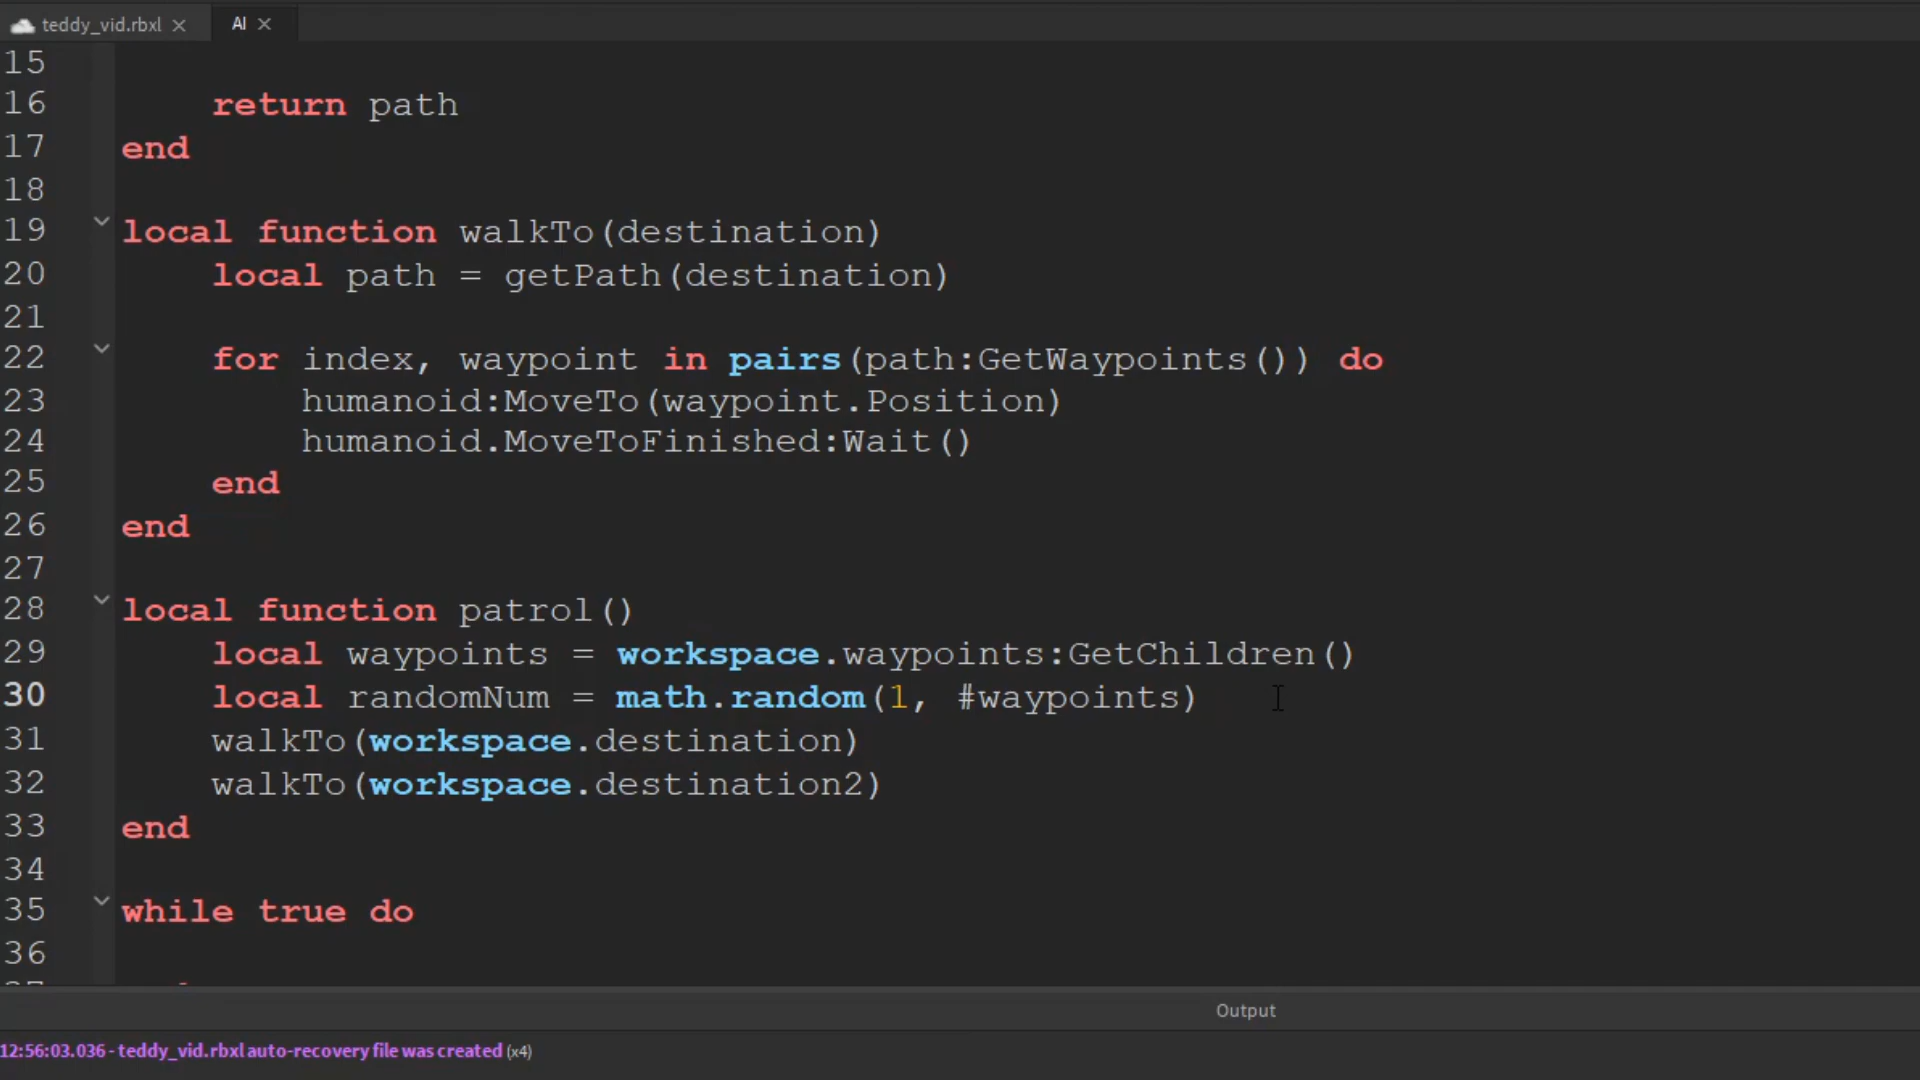 teddy_vid.rbxl ×
AI ×
15
16 return path
17 end
18
19 local function walkTo(destination)
20 local path = getPath(destination)
21
22 for index, waypoint in pairs(path:GetWaypoints()) do
23 humanoid:MoveTo(waypoint.Position)
24 humanoid.MoveToFinished:Wait()
25 end
26 end
27
28 local function patrol()
29 local waypoints = workspace.waypoints:GetChildren()
30 local randomNum = math.random(1, #waypoints)
31 walkTo(workspace.destination)
32 walkTo(workspace.destination2)
33 end
34
35 while true do
36
Output
12:56:03.036 - teddy_vid.rbxl auto-recovery file was created (x4)